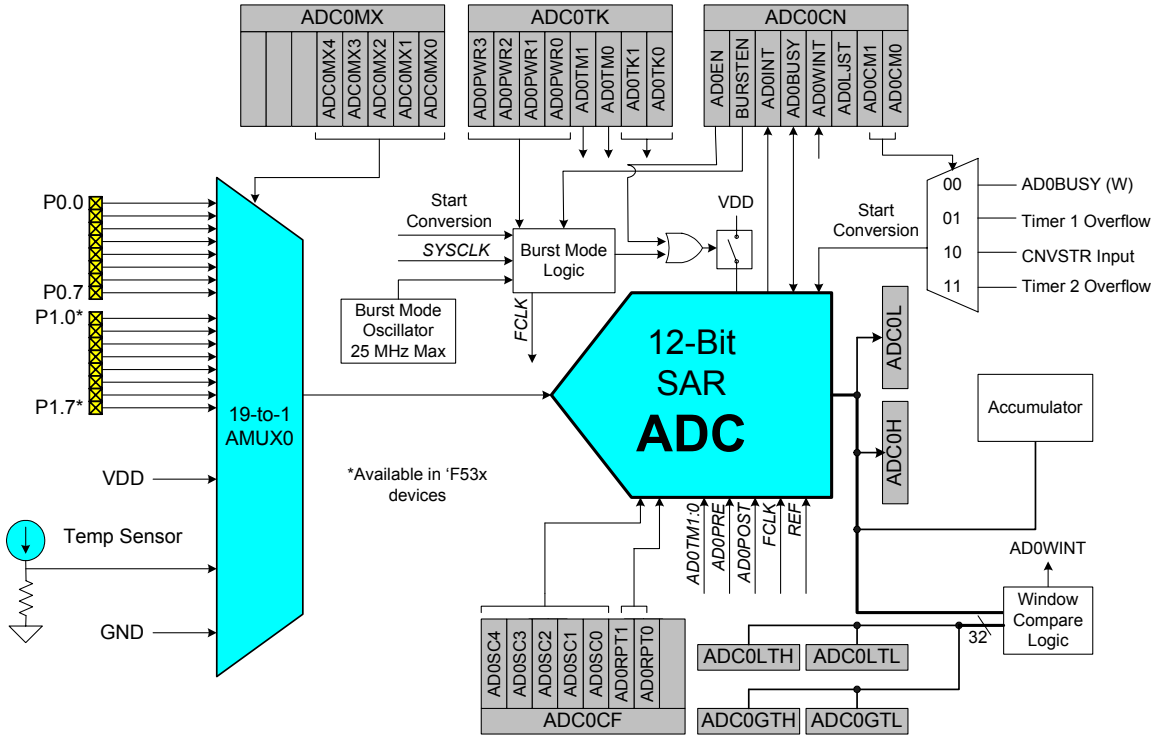 ADC0MX
ADC0MX4
ADC0MX3
ADC0MX2
ADC0MX1
ADC0MX0
ADC0TK
AD0PWR3
AD0PWR2
AD0PWR1
AD0PWR0
AD0TM1
AD0TM0
AD0TK1
AD0TK0
ADC0CN
AD0EN
BURSTEN
AD0INT
AD0BUSY
AD0WINT
AD0LJST
AD0CM1
AD0CM0
P0.0
P0.7
P1.0*
P1.7*
VDD
Temp Sensor
GND
19-to-1
AMUX0
Start
Conversion
SYSCLK
Burst Mode
Logic
Burst Mode
Oscillator
25 MHz Max
FCLK
VDD
Start
Conversion
00
01
10
11
AD0BUSY (W)
Timer 1 Overflow
CNVSTR Input
Timer 2 Overflow
12-Bit
SAR
ADC
*Available in ‘F53x
devices
ADC0L
ADC0H
Accumulator
AD0TM1:0
AD0PRE
AD0POST
FCLK
REF
AD0WINT
Window
Compare
Logic
32
AD0SC4
AD0SC3
AD0SC2
AD0SC1
AD0SC0
AD0RPT1
AD0RPT0
ADC0CF
ADC0LTH
ADC0LTL
ADC0GTH
ADC0GTL